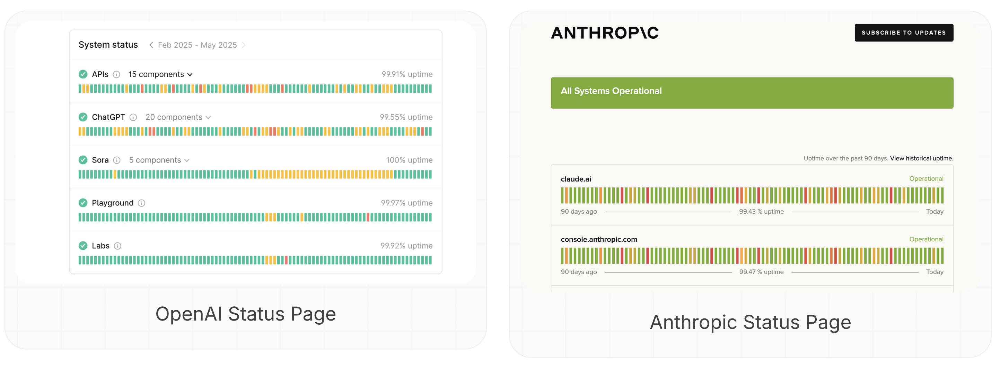 System status < Feb 2025 - May 2025 >
APIs 15 components 99.91% uptime
ChatGPT 20 components 99.55% uptime
Sora 5 components 100% uptime
Playground 99.97% uptime
Labs 99.92% uptime
OpenAI Status Page
ANTHROP\C SUBSCRIBE TO UPDATES
All Systems Operational
Uptime over the past 90 days. View historical uptime.
claude.ai Operational
90 days ago 99.43 % uptime Today
console.anthropic.com Operational
90 days ago 99.47 % uptime Today
Anthropic Status Page